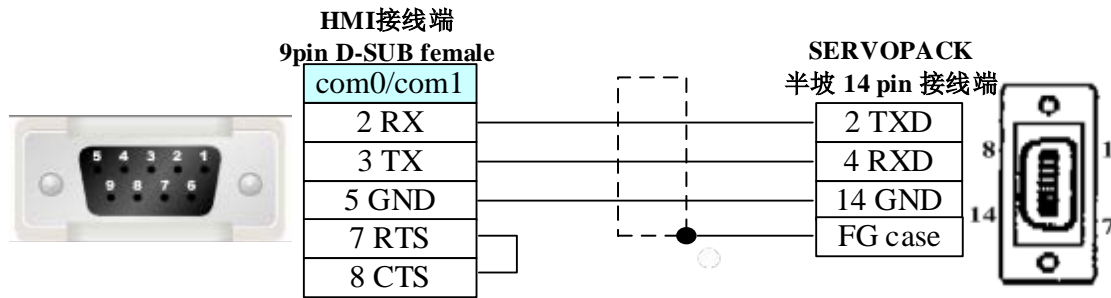 HMI接线端
9pin D-SUB female
com0/com1
2 RX
3 TX
5 GND
7 RTS
8 CTS
SERVOPACK
半坡 14 pin 接线端
2 TXD
4 RXD
14 GND
FG case
5 4 3 2 1
9 8 7 6
8 1
14 7